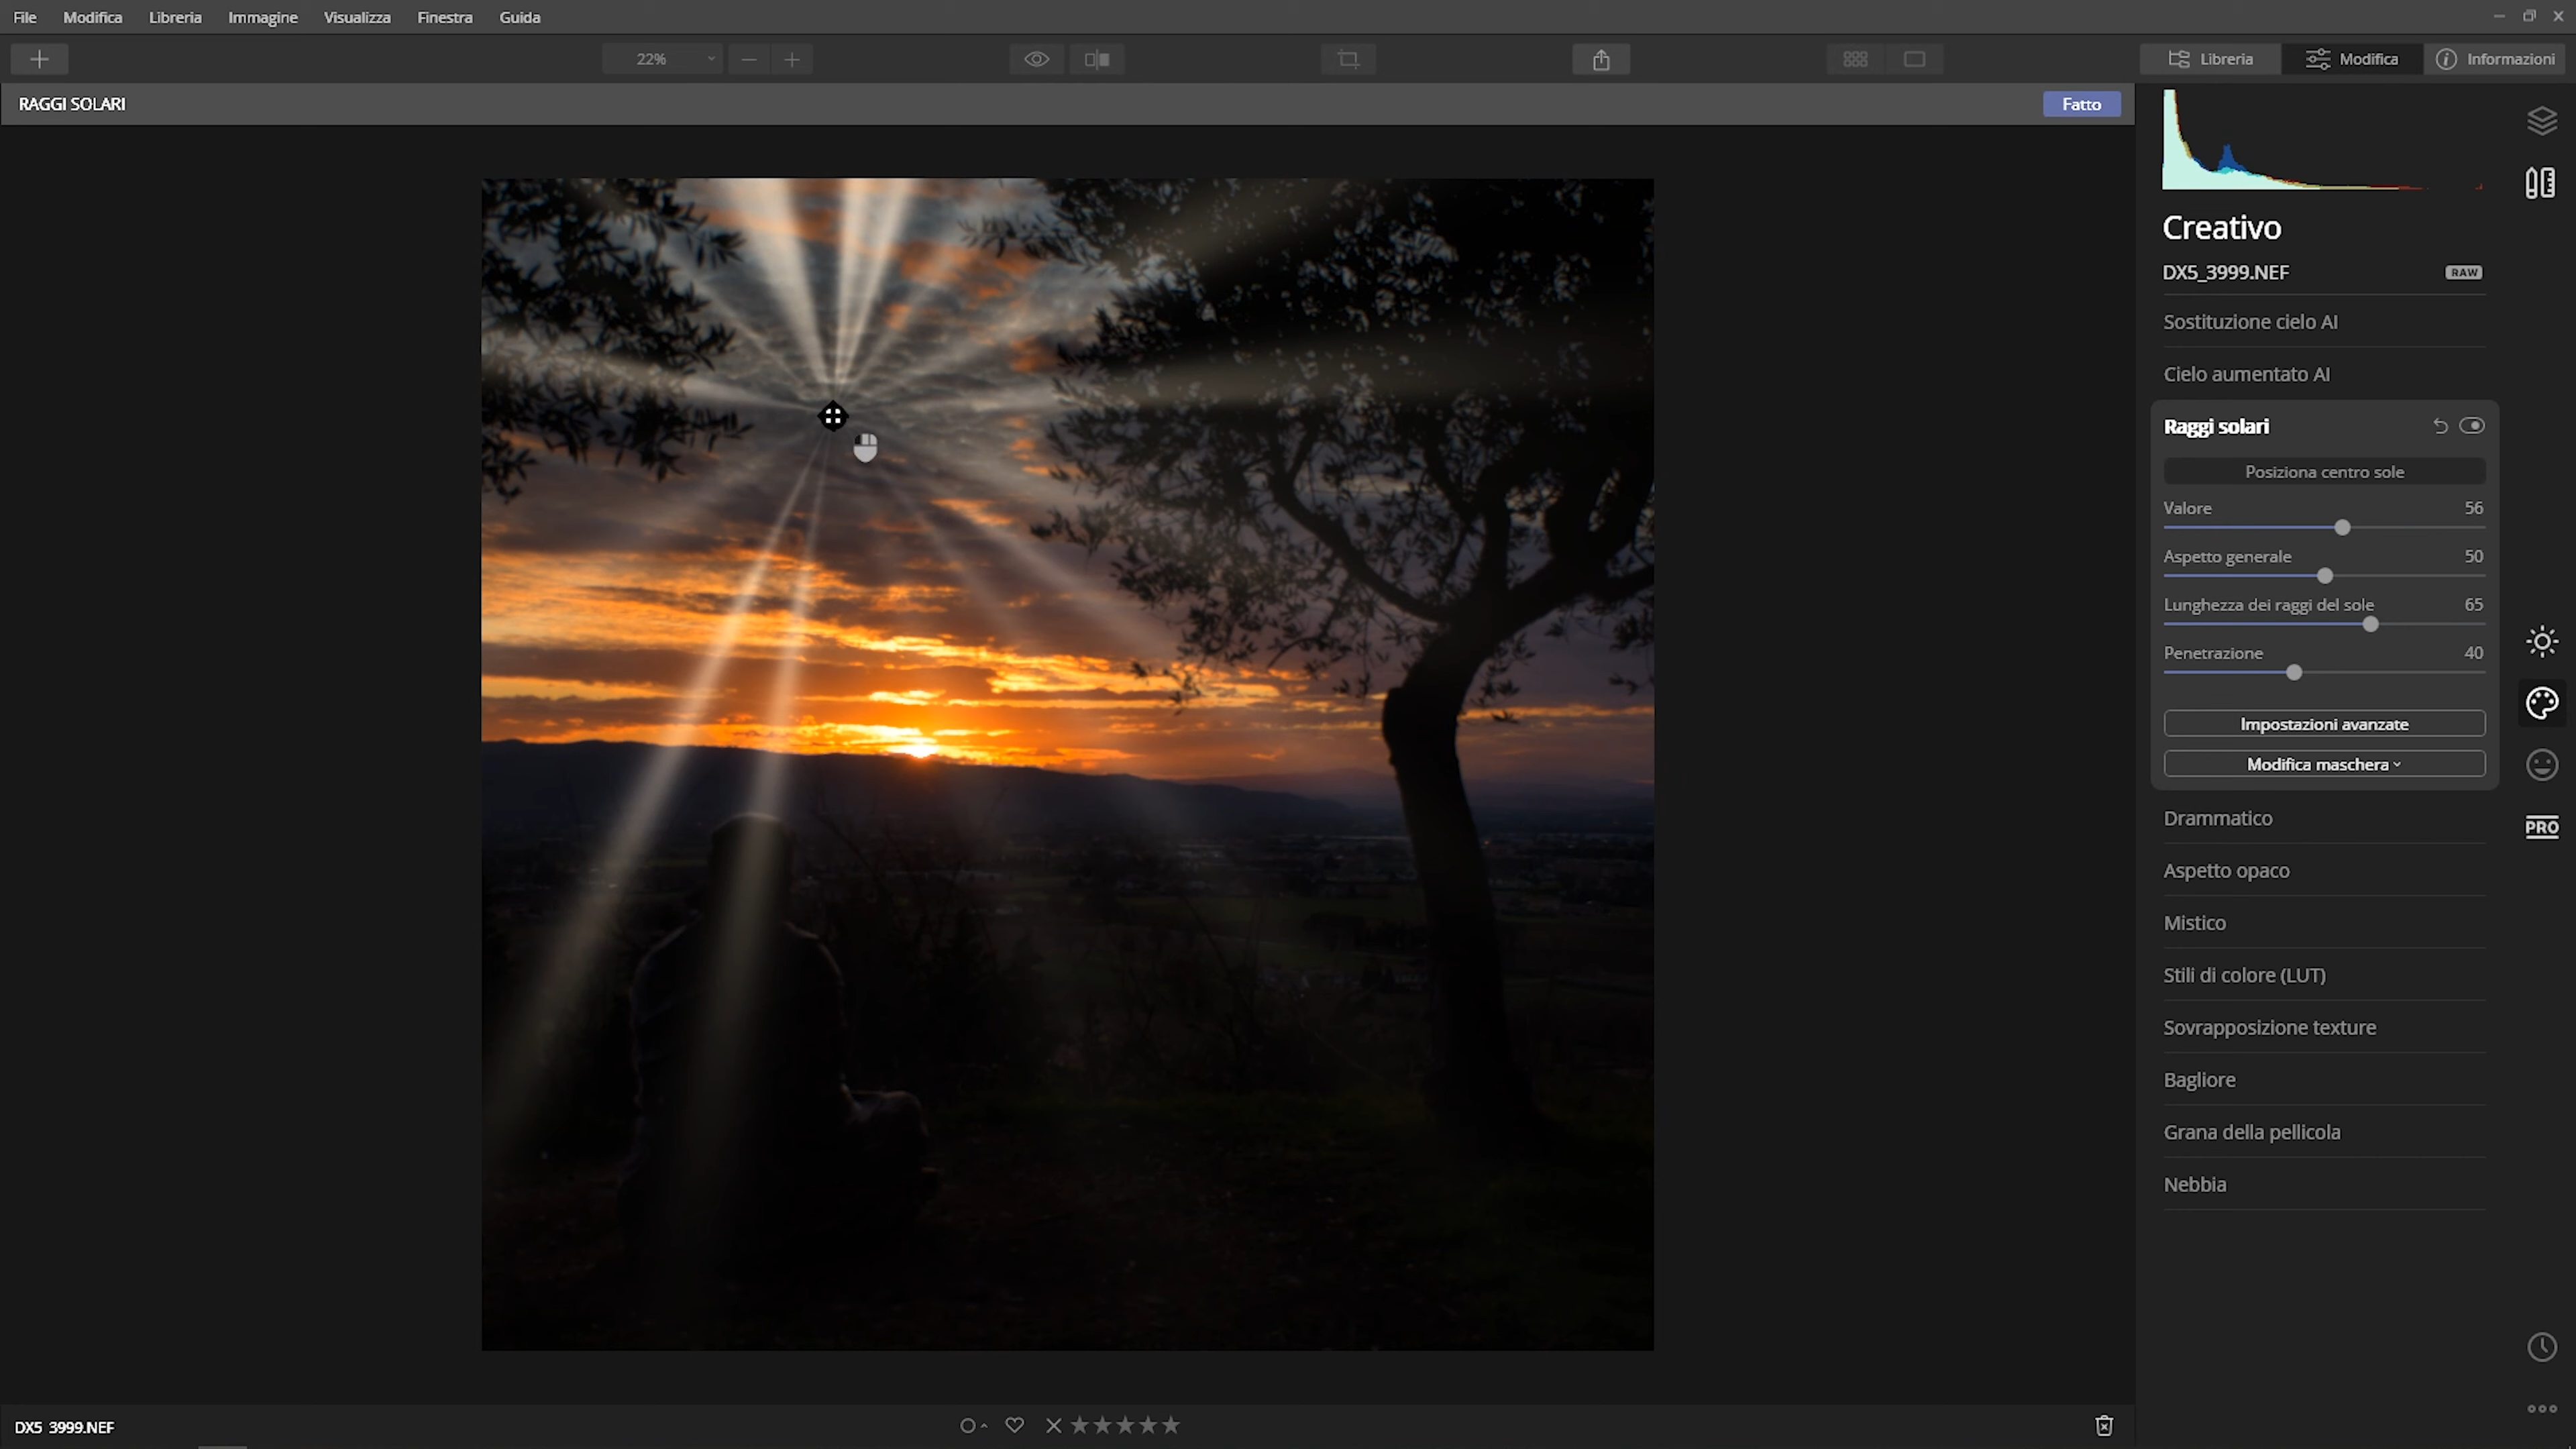 File Modifica Libreria Immagine Visualizza Finestra Guida
22%
Libreria Modifica Informazioni
RAGGI SOLARI
Fatto
Creativo
DX5_3999.NEF RAW
Sostituzione cielo AI
Cielo aumentato AI
Raggi solari
Posiziona centro sole
Valore 56
Aspetto generale 50
Lunghezza dei raggi del sole 65
Penetrazione 40
Impostazioni avanzate
Modifica maschera
PRO
Drammatico
Aspetto opaco
Mistico
Stili di colore (LUT)
Sovrapposizione texture
Bagliore
Grana della pellicola
Nebbia
DX5_3999.NEF